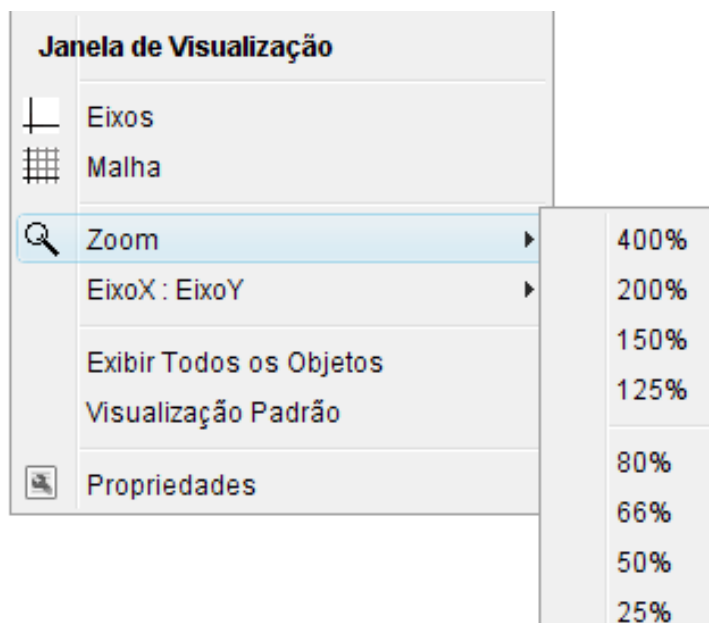 Janela de Visualização
Eixos
Malha
Zoom
EixoX : EixoY
Exibir Todos os Objetos
Visualização Padrão
Propriedades
400%
200%
150%
125%
80%
66%
50%
25%